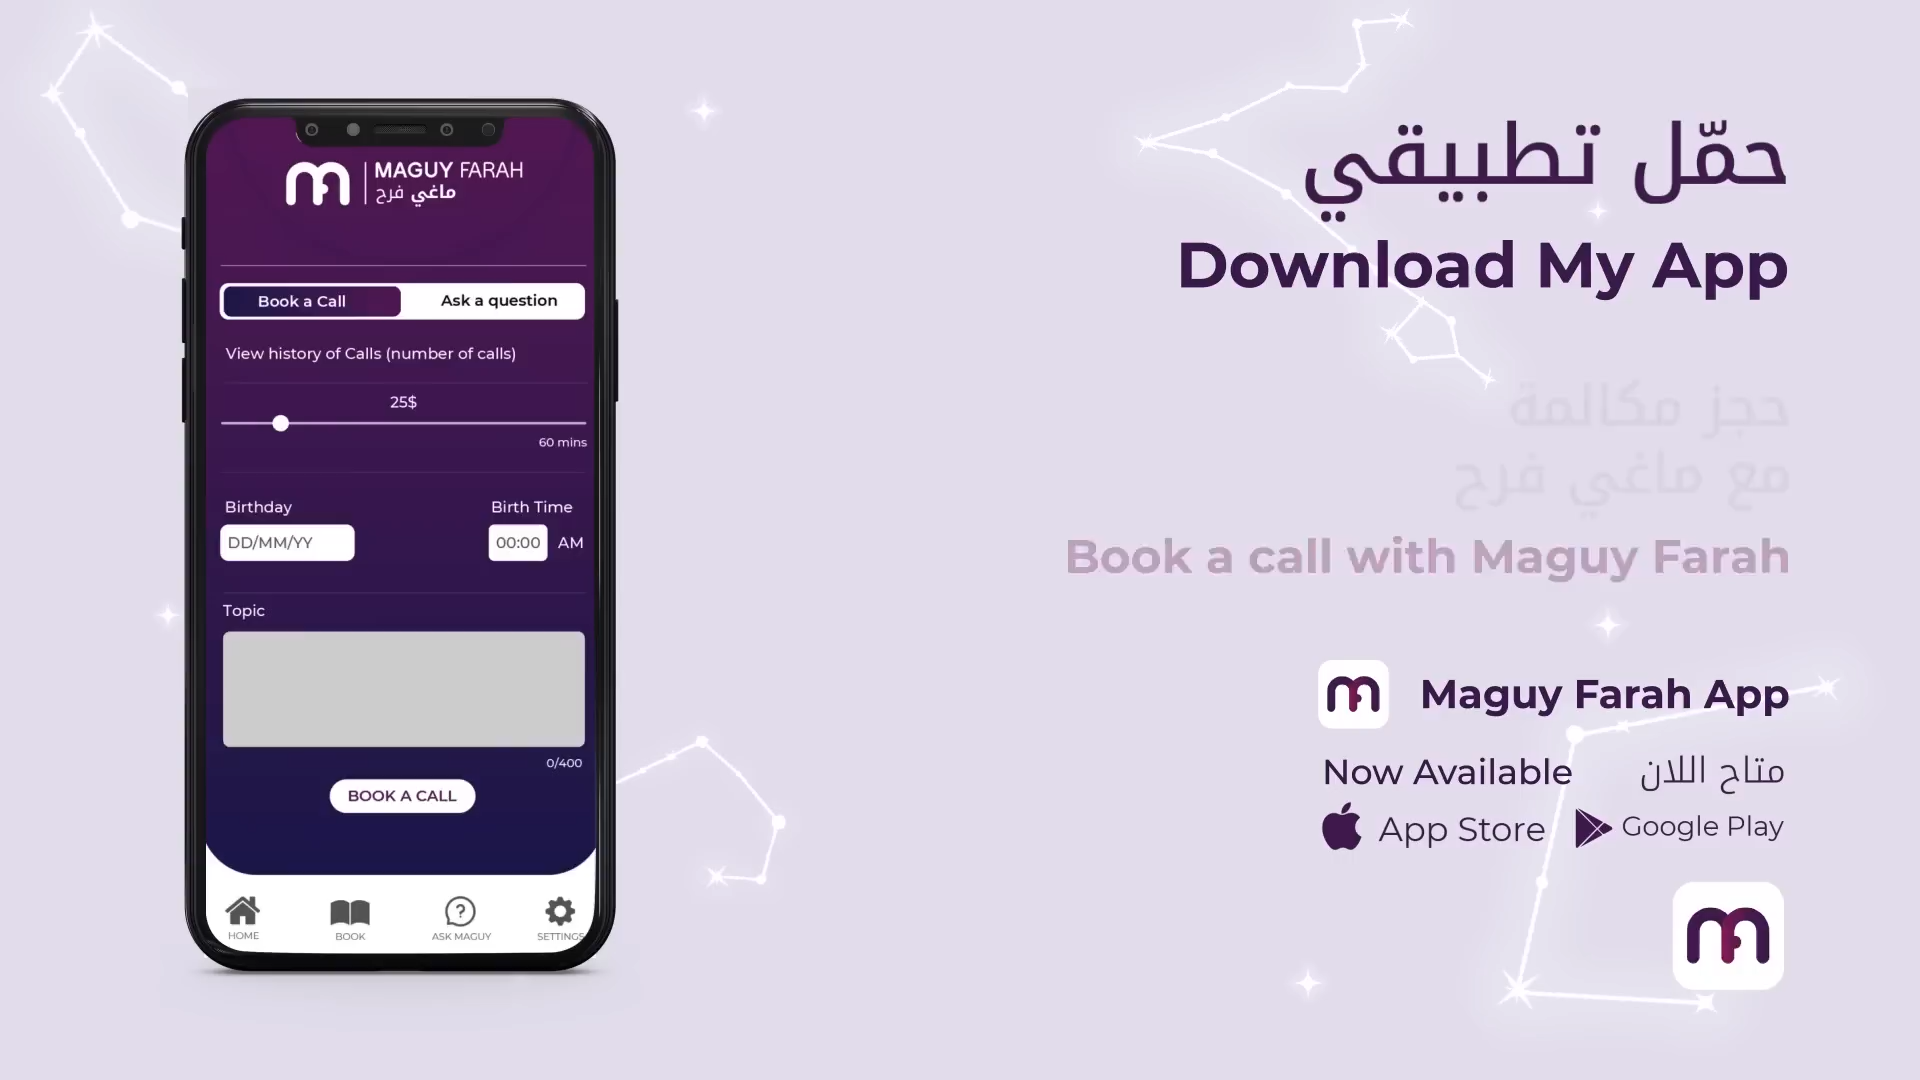 MAGUY FARAH
ماغي فرح
Book a Call
Ask a question
View history of Calls (number of calls)
25$
60 mins
Birthday
Birth Time
DD/MM/YY
00:00 AM
Topic
0/400
BOOK A CALL
HOME
BOOK
ASK MAGUY
SETTINGS
حمّل تطبيقي
Download My App
حجز مكالمة
مع ماغي فرح
Book a call with Maguy Farah
Maguy Farah App
Now Available
متاح اللان
App Store
Google Play